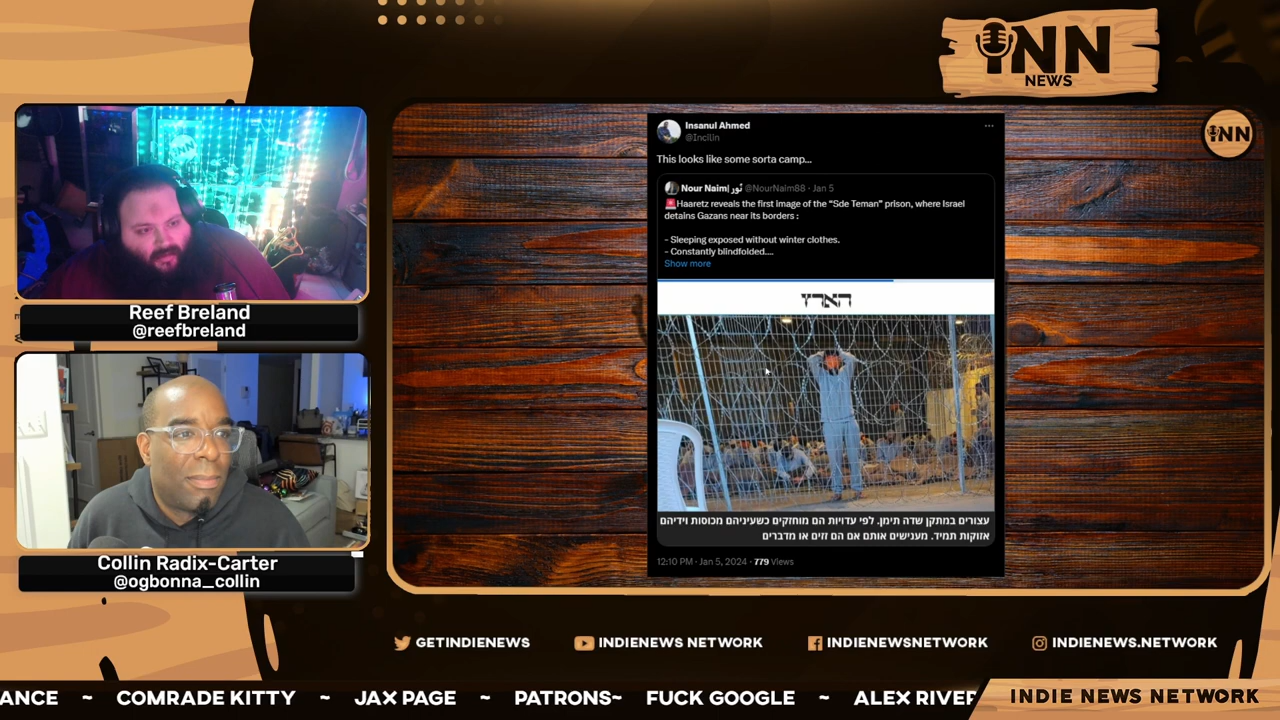 INN
NEWS
INN
Reef Breland
@reefbreland
Collin Radix-Carter
@ogbonna_collin
Insanul Ahmed
@Incilin
This looks like some sorta camp...
Nour Naim| نُور @NourNaim88 · Jan 5
🚨Haaretz reveals the first image of the “Sde Teman” prison, where Israel
detains Gazans near its borders :
- Sleeping exposed without winter clothes.
- Constantly blindfolded....
Show more
הארץ
עצורים במתקן שדה תימן. לפי עדויות הם מוחזקים כשעיניהם מכוסות וידיהם
אזוקות תמיד. מענישים אותם אם הם זזים או מדברים
12:10 PM · Jan 5, 2024 · 779 Views
GETINDIENEWS
INDIENEWS NETWORK
INDIENEWSNETWORK
INDIENEWS.NETWORK
ANCE ~ COMRADE KITTY ~ JAX PAGE ~ PATRONS~ FUCK GOOGLE ~ ALEX RIVER
INDIE NEWS NETWORK